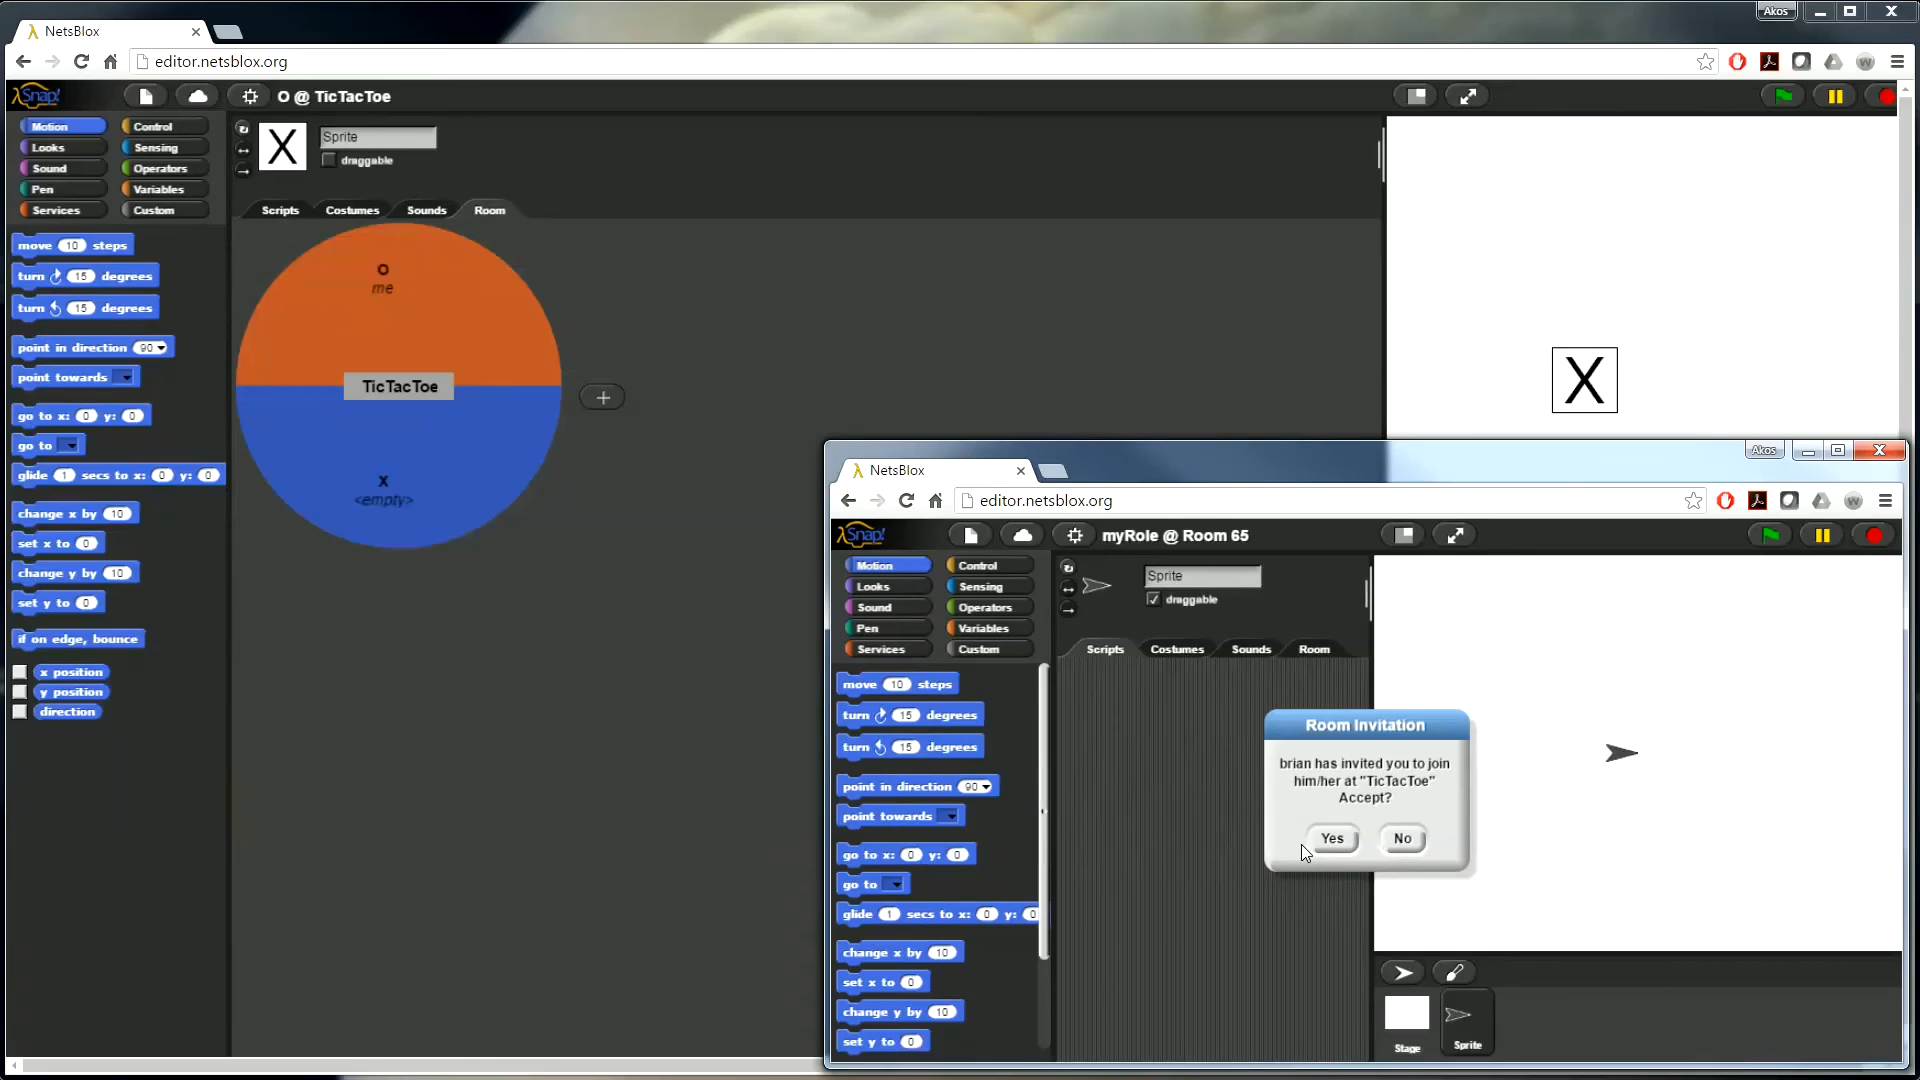 Akos
NetsBlox
editor.netsblox.org
Snap!
O @ TicTacToe
Motion
Control
Looks
Sensing
Sound
Operators
Pen
Variables
Services
Custom
X
Sprite
draggable
Scripts
Costumes
Sounds
Room
move 10 steps
turn 15 degrees
turn 15 degrees
point in direction 90
point towards
go to x: 0 y: 0
go to
glide 1 secs to x: 0 y: 0
change x by 10
set x to 0
change y by 10
set y to 0
if on edge, bounce
x position
y position
direction
O
me
TicTacToe
X
<empty>
+
X
Akos
NetsBlox
editor.netsblox.org
Snap!
myRole @ Room 65
Motion
Control
Looks
Sensing
Sound
Operators
Pen
Variables
Services
Custom
Sprite
draggable
Scripts
Costumes
Sounds
Room
move 10 steps
turn 15 degrees
turn 15 degrees
point in direction 90
point towards
go to x: 0 y: 0
go to
glide 1 secs to x: 0 y: 0
change x by 10
set x to 0
change y by 10
set y to 0
Room Invitation
brian has invited you to join
him/her at "TicTacToe"
Accept?
Yes
No
Stage
Sprite